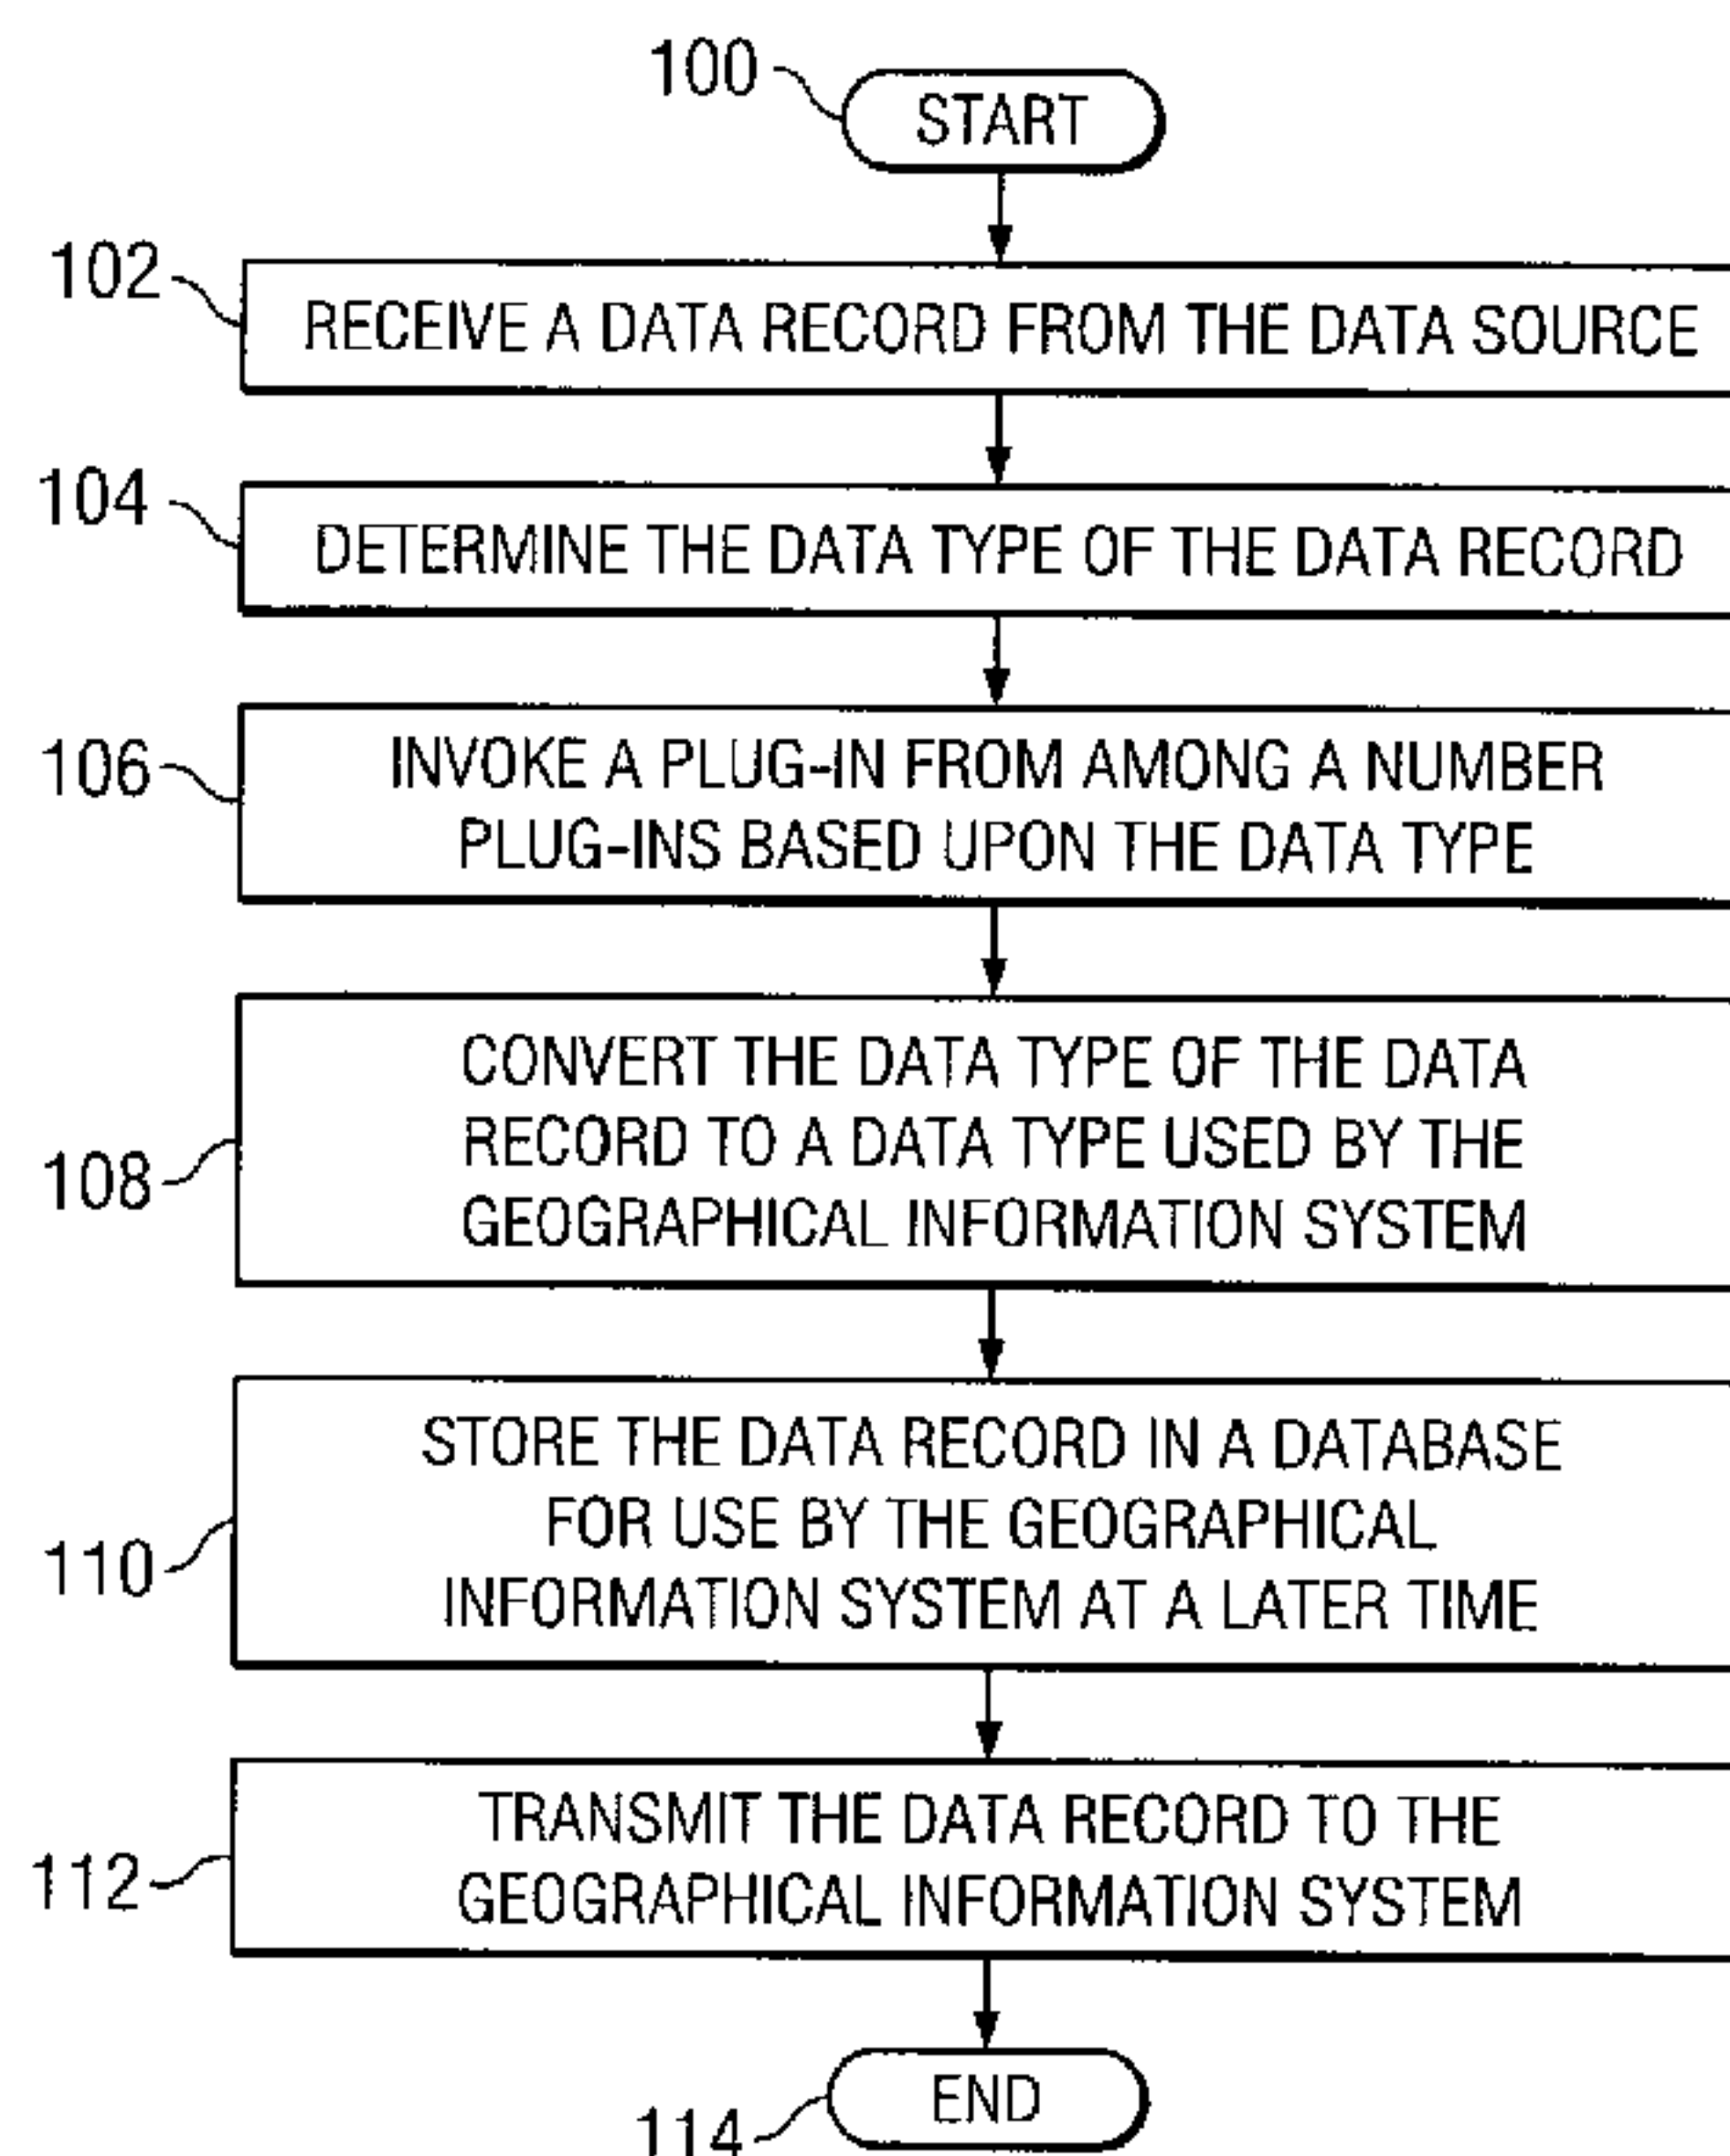 100
START
102
RECEIVE A DATA RECORD FROM THE DATA SOURCE
104
DETERMINE THE DATA TYPE OF THE DATA RECORD
106
INVOKE A PLUG-IN FROM AMONG A NUMBER
PLUG-INS BASED UPON THE DATA TYPE
108
CONVERT THE DATA TYPE OF THE DATA
RECORD TO A DATA TYPE USED BY THE
GEOGRAPHICAL INFORMATION SYSTEM
110
STORE THE DATA RECORD IN A DATABASE
FOR USE BY THE GEOGRAPHICAL
INFORMATION SYSTEM AT A LATER TIME
112
TRANSMIT THE DATA RECORD TO THE
GEOGRAPHICAL INFORMATION SYSTEM
114
END